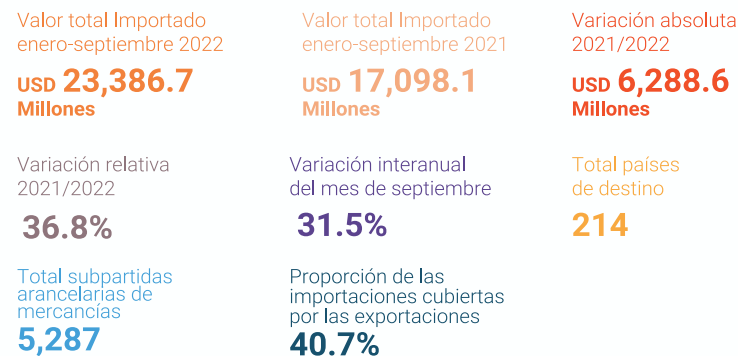 Valor total Importado
enero-septiembre 2022
USD 23,386.7
Millones
Valor total Importado
enero-septiembre 2021
USD 17,098.1
Millones
Variación absoluta
2021/2022
USD 6,288.6
Millones
Variación relativa
2021/2022
36.8%
Variación interanual
del mes de septiembre
31.5%
Total países
de destino
214
Total subpartidas
arancelarias de
mercancías
5,287
Proporción de las
importaciones cubiertas
por las exportaciones
40.7%